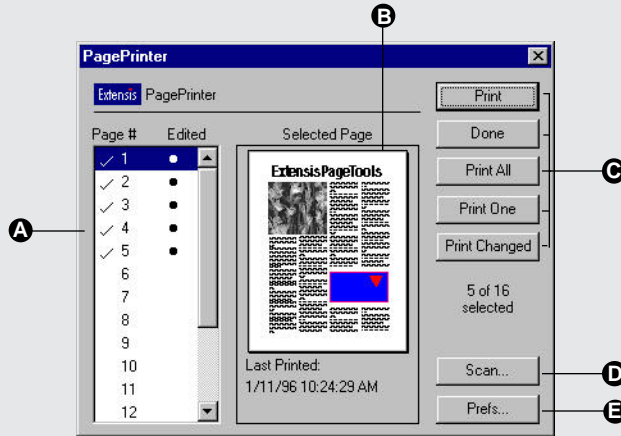 B
PagePrinter
Extensis PagePrinter
Page # Edited
1
2
3
4
5
6
7
8
9
10
11
12
Selected Page
ExtensisPageTools
Last Printed:
1/11/96 10:24:29 AM
Print
Done
Print All
Print One
Print Changed
5 of 16
selected
Scan...
Prefs...
A
C
D
E